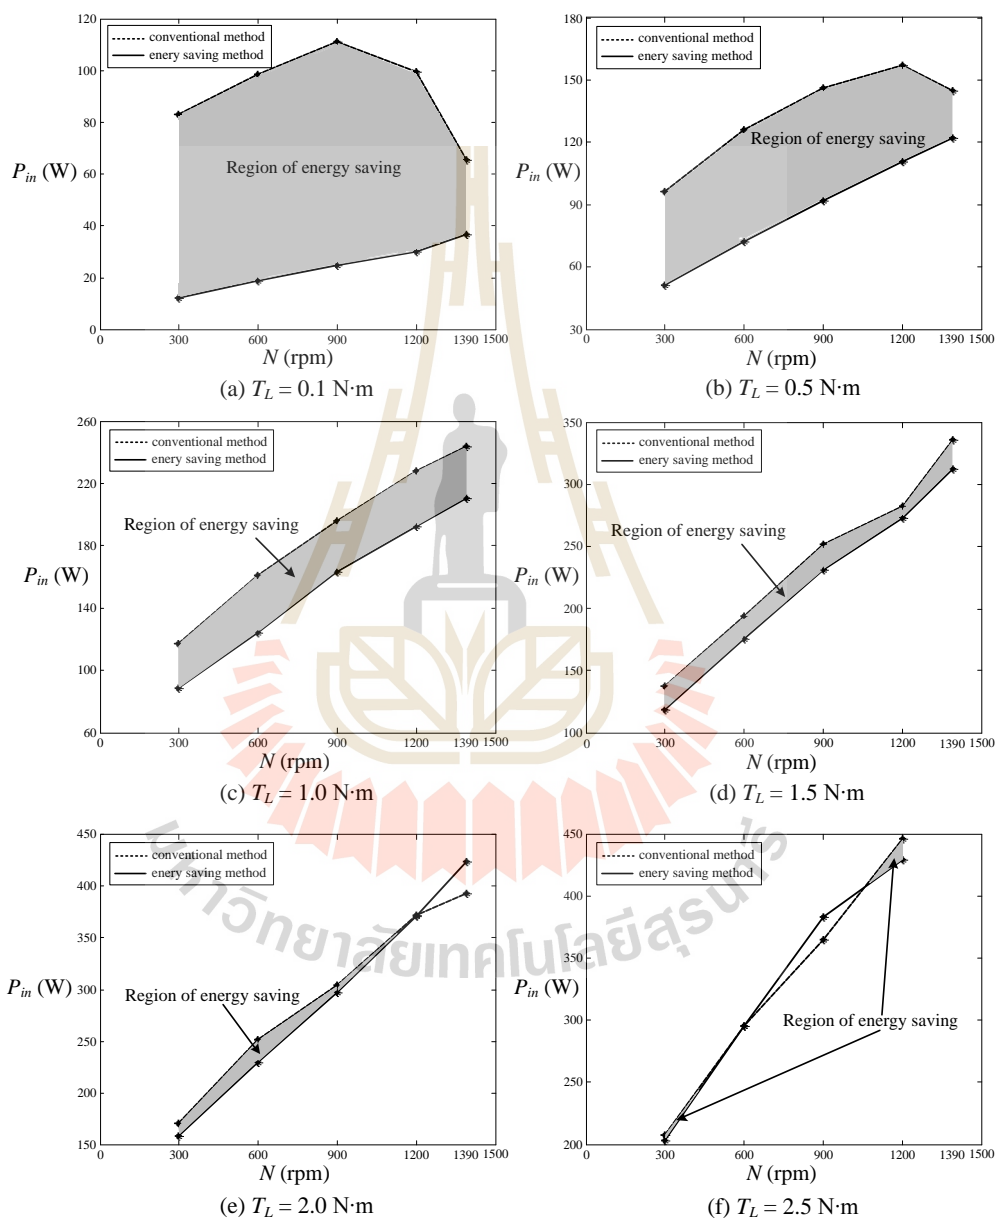 conventional method
enery saving method
P_in (W)
Region of energy saving
120
100
80
60
40
20
0
0 300 600 900 1200 1390 1500
N (rpm)
(a) T_L = 0.1 N·m
conventional method
enery saving method
P_in (W)
Region of energy saving
180
150
120
90
60
30
0 300 600 900 1200 1390 1500
N (rpm)
(b) T_L = 0.5 N·m
conventional method
enery saving method
P_in (W)
Region of energy saving
260
220
180
140
100
60
0 300 600 900 1200 1390 1500
N (rpm)
(c) T_L = 1.0 N·m
conventional method
enery saving method
P_in (W)
Region of energy saving
350
300
250
200
150
100
0 300 600 900 1200 1390 1500
N (rpm)
(d) T_L = 1.5 N·m
conventional method
enery saving method
P_in (W)
Region of energy saving
450
400
350
300
250
200
150
0 300 600 900 1200 1390 1500
N (rpm)
(e) T_L = 2.0 N·m
conventional method
enery saving method
P_in (W)
Region of energy saving
450
400
350
300
250
200
0 300 600 900 1200 1390 1500
N (rpm)
(f) T_L = 2.5 N·m
มหาวิทยาลัยเทคโนโลยีสุรนารี